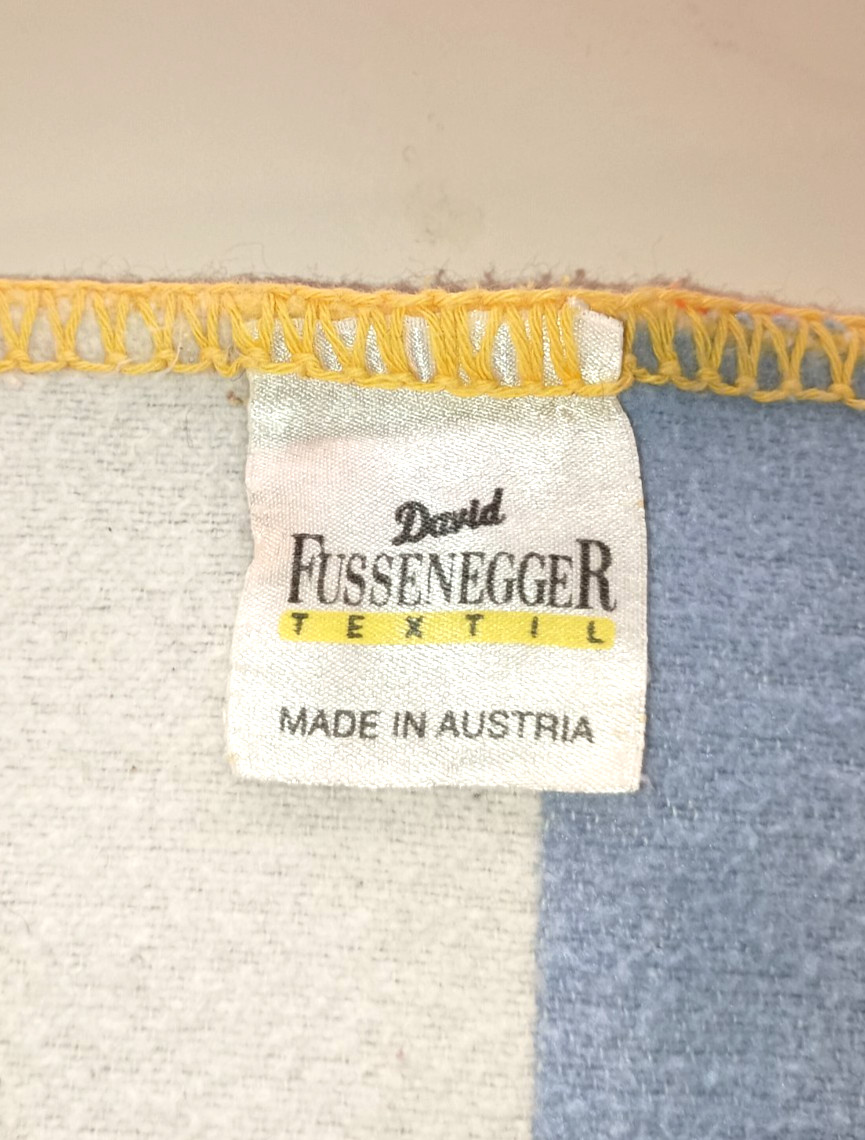 David
FUSSENEGGER
TEXTIL
MADE IN AUSTRIA